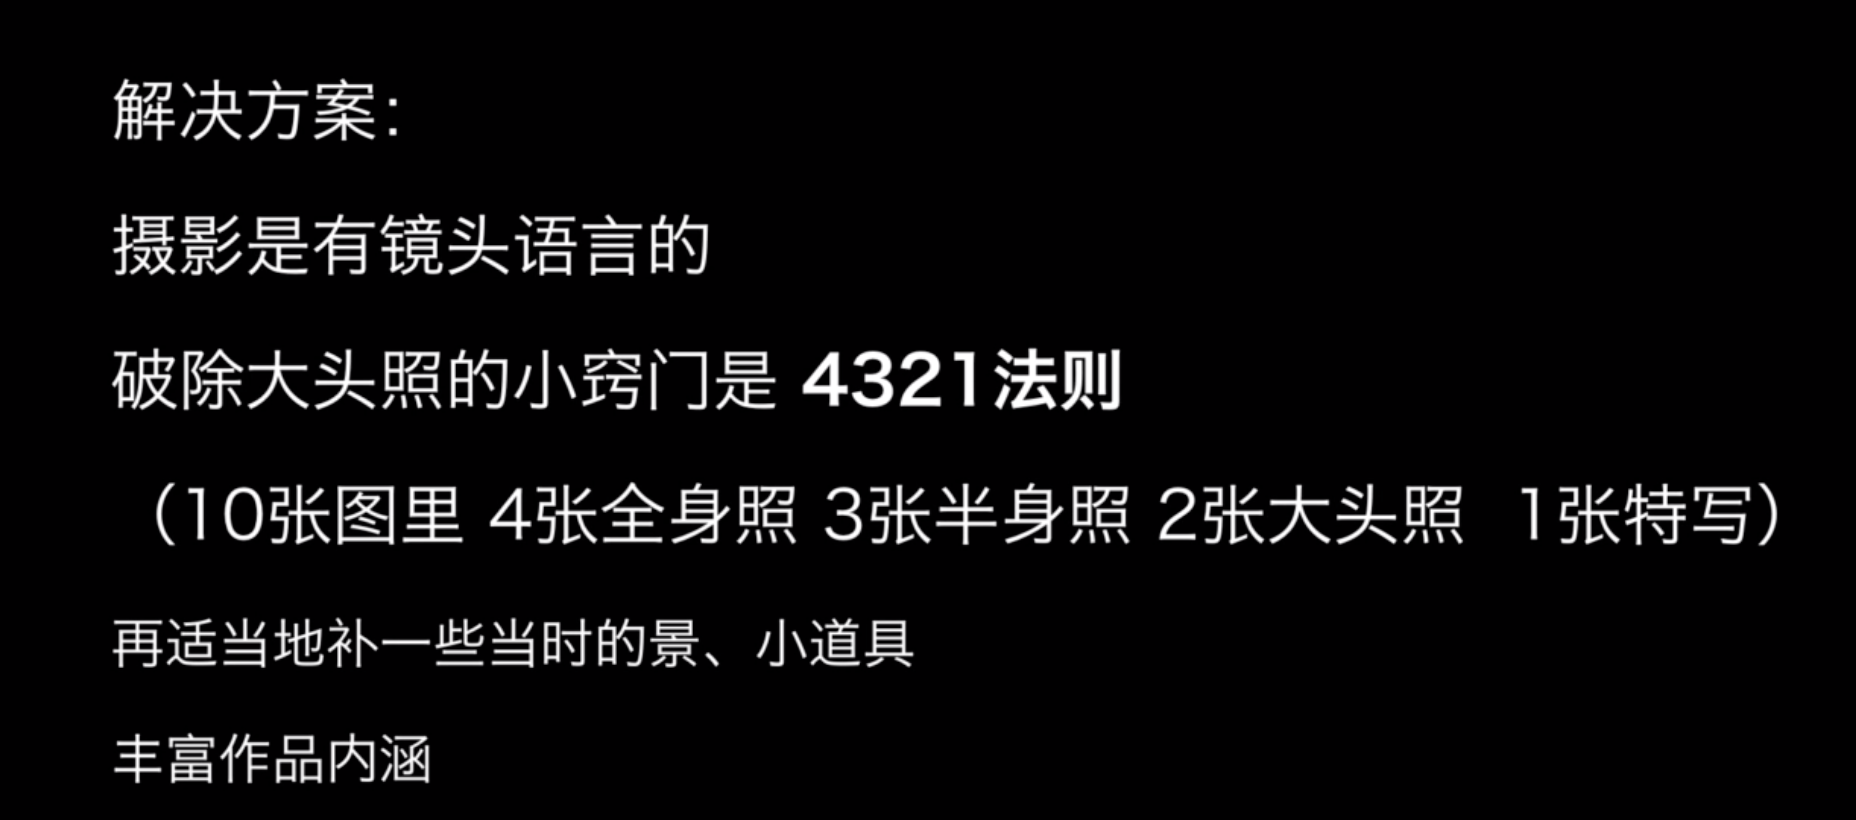 解决方案：
摄影是有镜头语言的
破除大头照的小窍门是 4321法则
（10张图里 4张全身照 3张半身照 2张大头照  1张特写）
再适当地补一些当时的景、小道具
丰富作品内涵